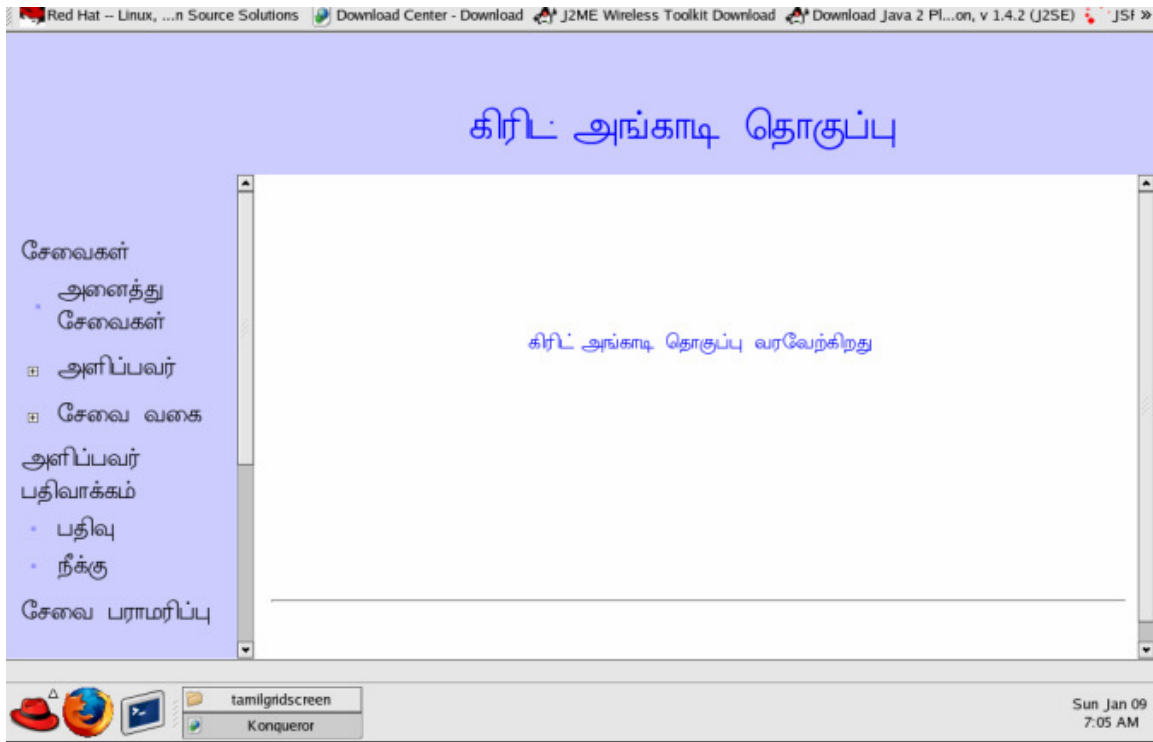 Red Hat -- Linux, ...n Source Solutions Download Center - Download J2ME Wireless Toolkit Download Download Java 2 Pl...on, v 1.4.2 (J2SE) JSF »
கிரிட் அங்காடி தொகுப்பு
சேவைகள்
அனைத்து
சேவைகள்
அளிப்பவர்
சேவை வகை
அளிப்பவர்
பதிவாக்கம்
பதிவு
நீக்கு
சேவை பராமரிப்பு
கிரிட் அங்காடி தொகுப்பு வரவேற்கிறது
tamilgridscreen
Konqueror
Sun Jan 09
7:05 AM